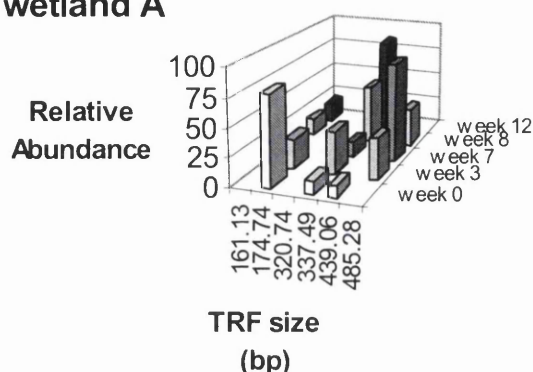 wetland A
Relative
Abundance
100
75
50
25
0
week 12
week 8
week 7
week 3
week 0
161.13
174.74
320.74
337.49
439.06
485.28
TRF size
(bp)